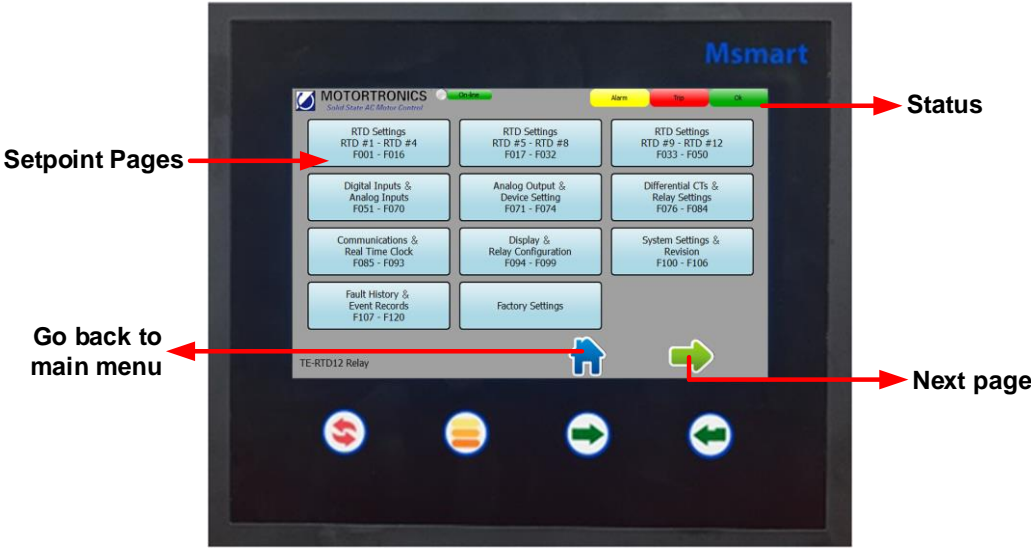 Msmart
MOTORTRONICS
Solid State AC Motor Control
On-line
Alarm
Trip
Ok
Status
Setpoint Pages
RTD Settings
RTD #1 - RTD #4
F001 - F016
RTD Settings
RTD #5 - RTD #8
F017 - F032
RTD Settings
RTD #9 - RTD #12
F033 - F050
Digital Inputs &
Analog Inputs
F051 - F070
Analog Output &
Device Setting
F071 - F074
Differential CTs &
Relay Settings
F076 - F084
Communications &
Real Time Clock
F085 - F093
Display &
Relay Configuration
F094 - F099
System Settings &
Revision
F100 - F106
Fault History &
Event Records
F107 - F120
Factory Settings
Go back to
main menu
TE-RTD12 Relay
Next page